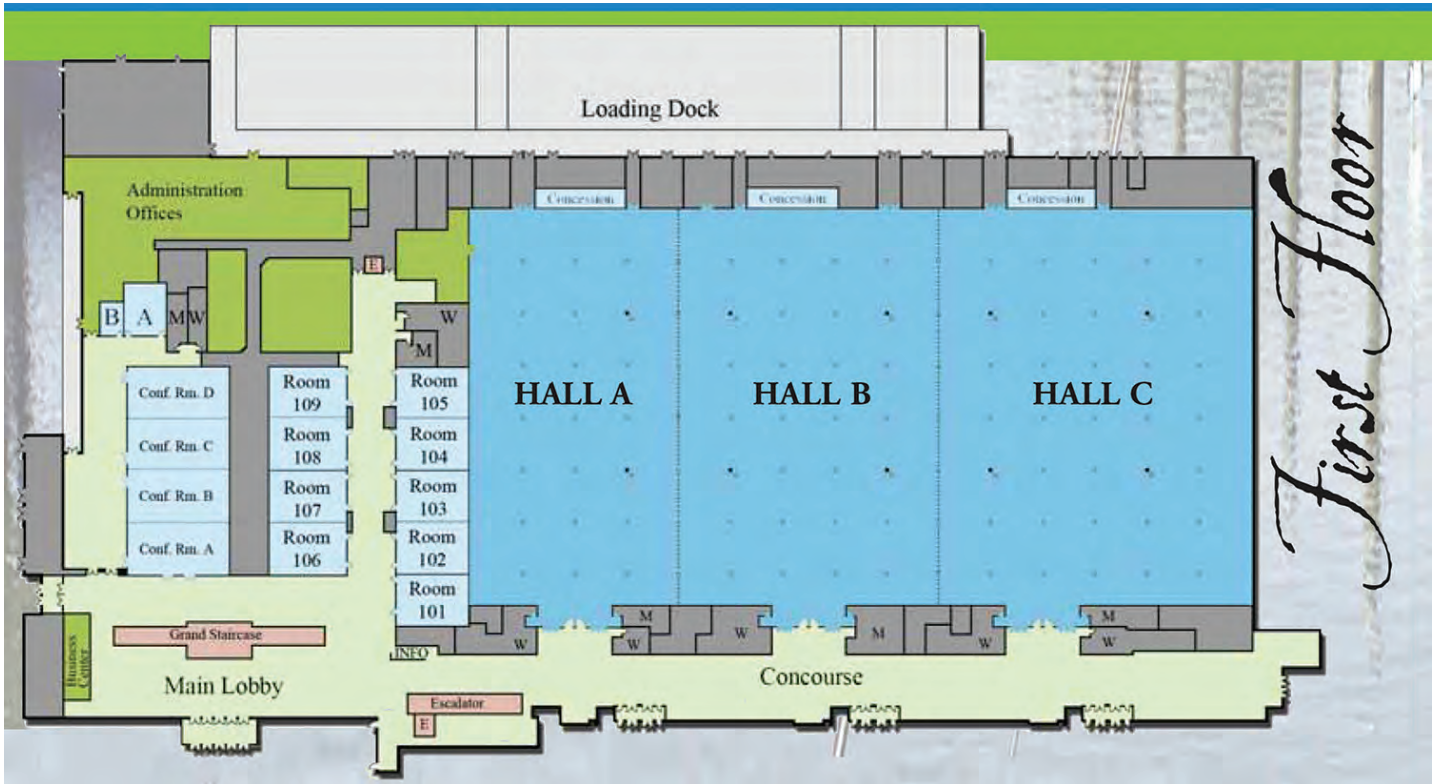 Loading Dock
Administration
Offices
Concession
Concession
Concession
E
B
A
M
W
W
M
Conf. Rm. D
Conf. Rm. C
Conf. Rm. B
Conf. Rm. A
Room
109
Room
108
Room
107
Room
106
Room
105
Room
104
Room
103
Room
102
Room
101
HALL A
HALL B
HALL C
First Floor
Business
Center
Grand Staircase
Main Lobby
INFO
W
M
W
W
M
W
M
W
Concourse
Escalator
E